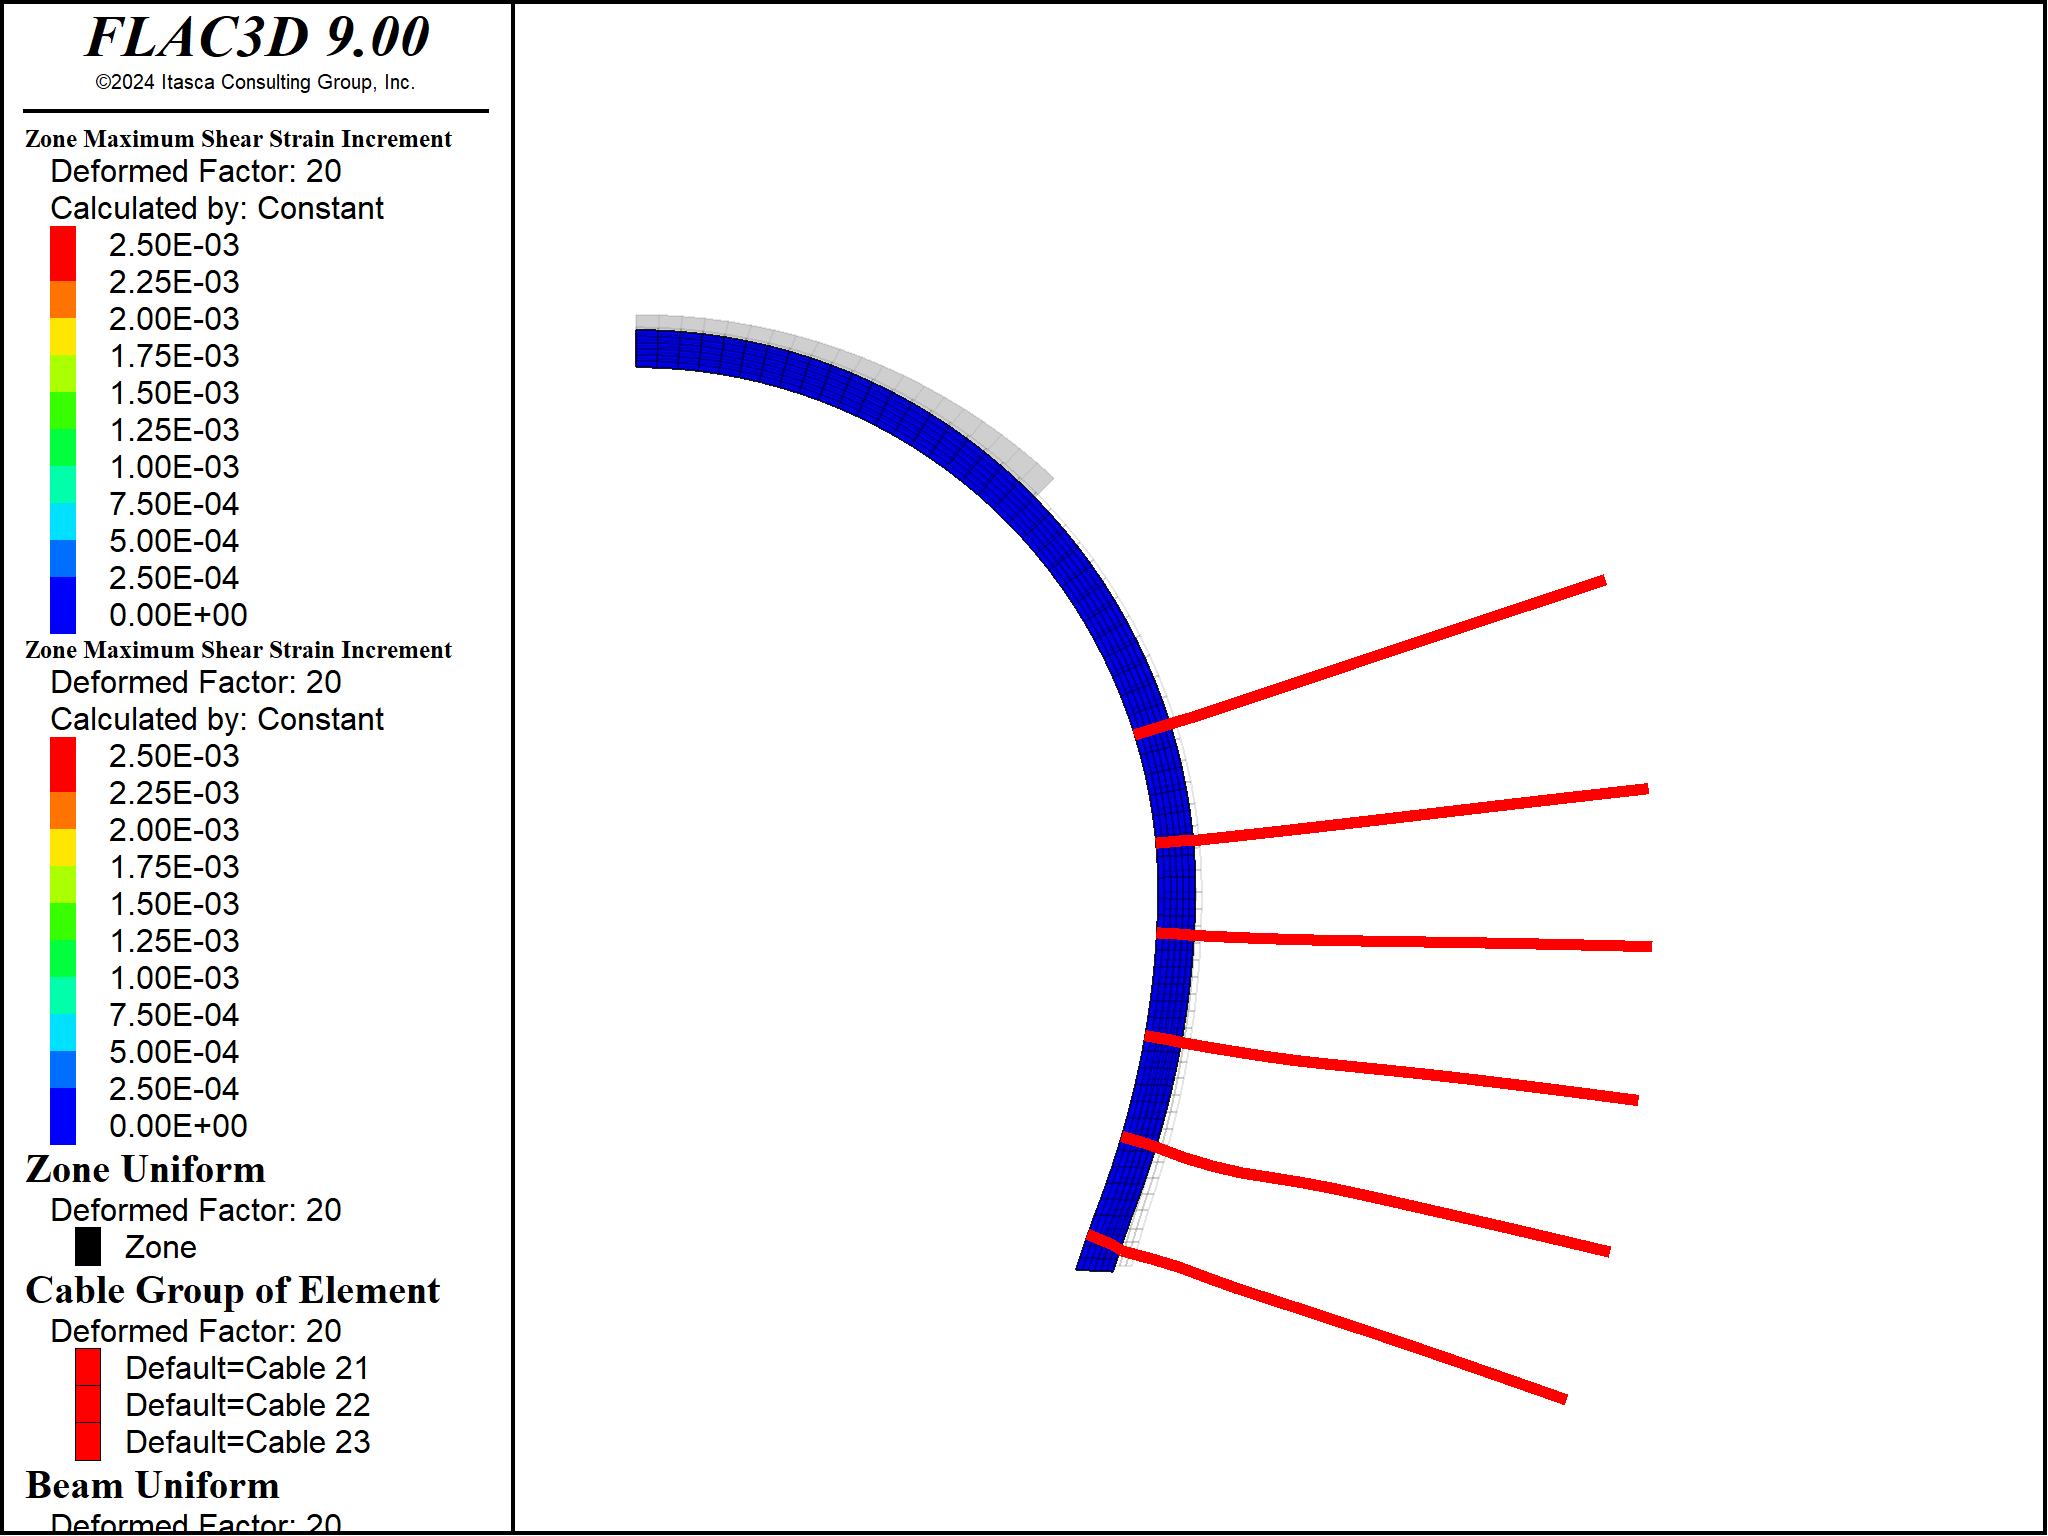 FLAC3D 9.00
©2024 Itasca Consulting Group, Inc.
Zone Maximum Shear Strain Increment
Deformed Factor: 20
Calculated by: Constant
2.50E-03
2.25E-03
2.00E-03
1.75E-03
1.50E-03
1.25E-03
1.00E-03
7.50E-04
5.00E-04
2.50E-04
0.00E+00
Zone Maximum Shear Strain Increment
Deformed Factor: 20
Calculated by: Constant
2.50E-03
2.25E-03
2.00E-03
1.75E-03
1.50E-03
1.25E-03
1.00E-03
7.50E-04
5.00E-04
2.50E-04
0.00E+00
Zone Uniform
Deformed Factor: 20
Zone
Cable Group of Element
Deformed Factor: 20
Default=Cable 21
Default=Cable 22
Default=Cable 23
Beam Uniform
Deformed Factor: 20